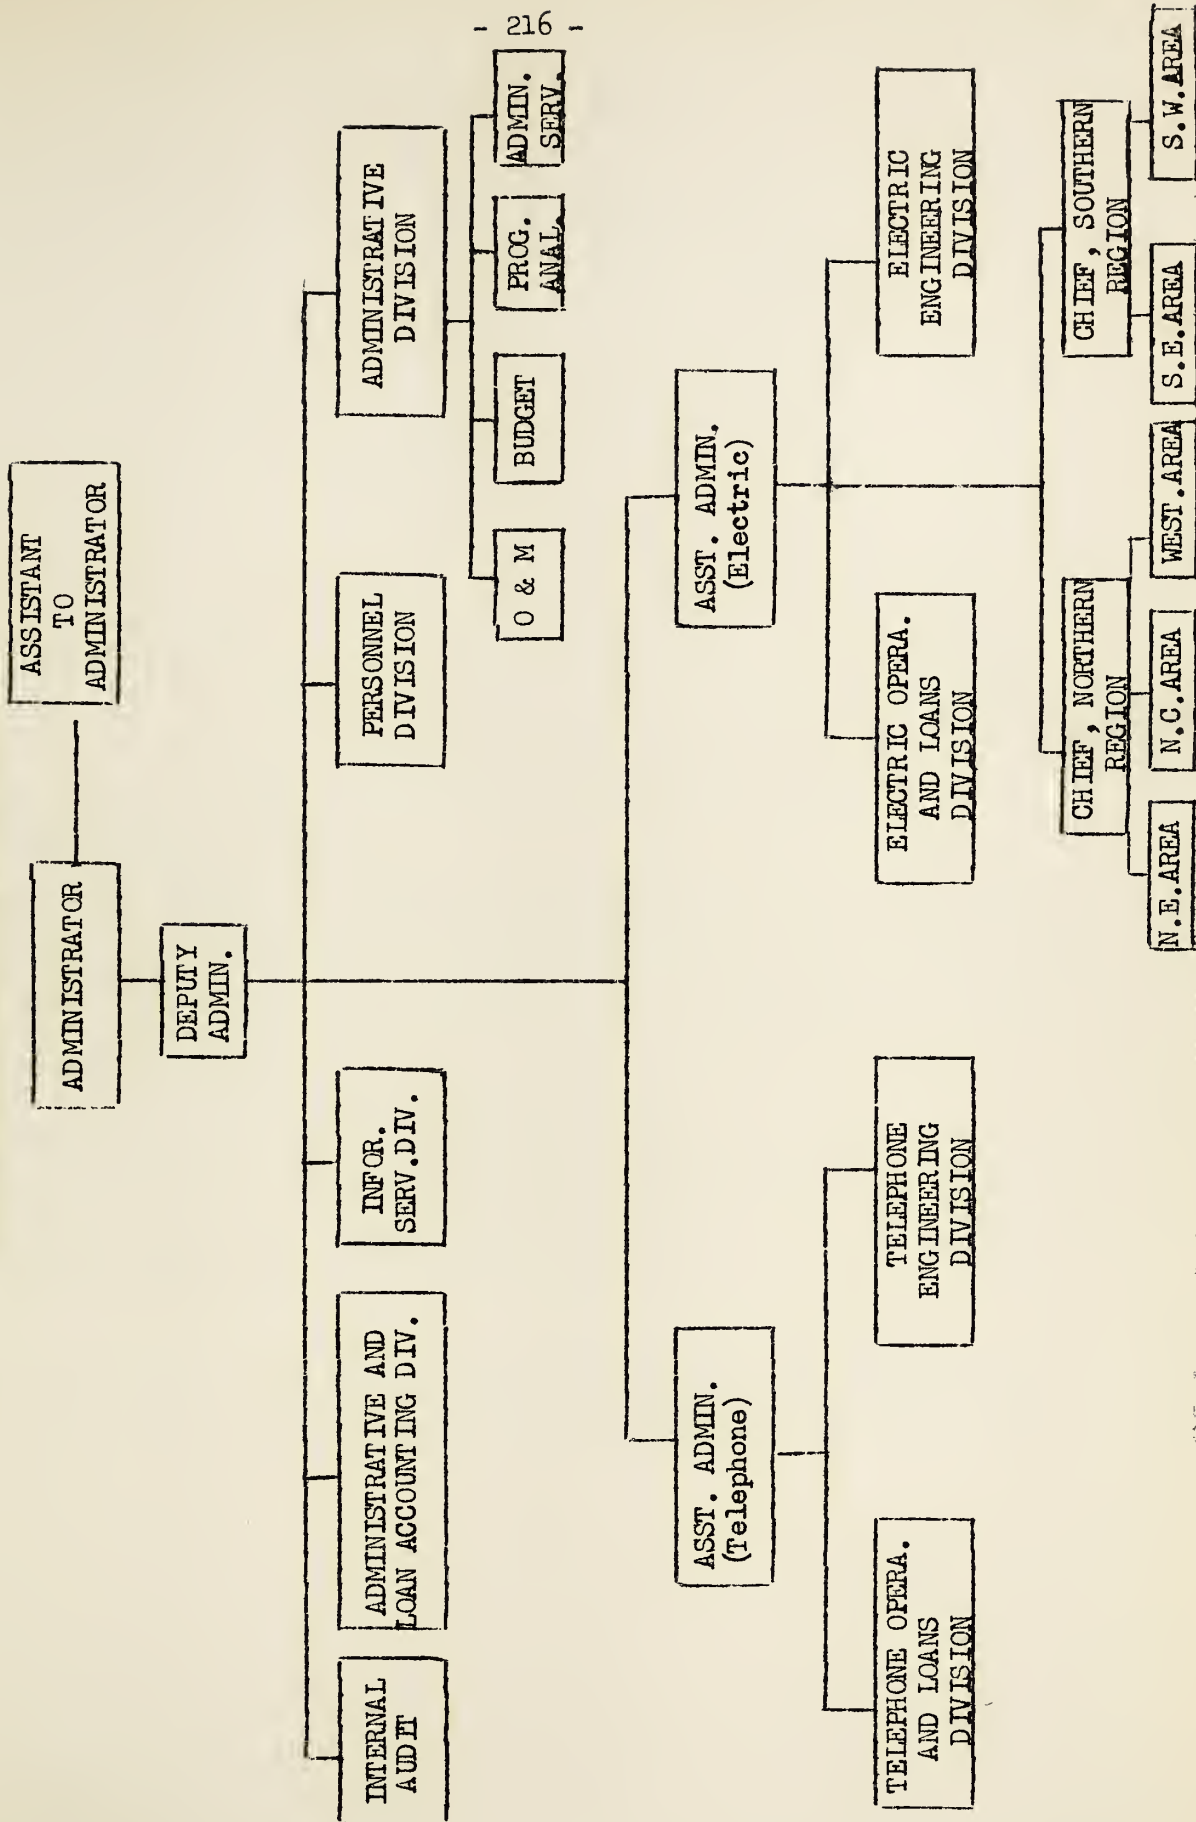 - 216 -
ASSISTANT
TO
ADMINISTRATOR
ADMINISTRATOR
DEPUTY
ADMIN.
INTERNAL
AUDIT
ADMINISTRATIVE AND
LOAN ACCOUNTING DIV.
INFOR.
SERV.DIV.
PERSONNEL
DIVISION
ADMINISTRATIVE
DIVISION
O & M
BUDGET
PROG.
ANAL.
ADMIN.
SERV.
ASST. ADMIN.
(Telephone)
ASST. ADMIN.
(Electric)
TELEPHONE OPERA.
AND LOANS
DIVISION
TELEPHONE
ENGINEERING
DIVISION
ELECTRIC OPERA.
AND LOANS
DIVISION
ELECTRIC
ENGINEERING
DIVISION
CHIEF, NORTHERN
REGION
CHIEF, SOUTHERN
REGION
N.E.AREA
N.C.AREA
WEST.AREA
S.E.AREA
S.W.AREA